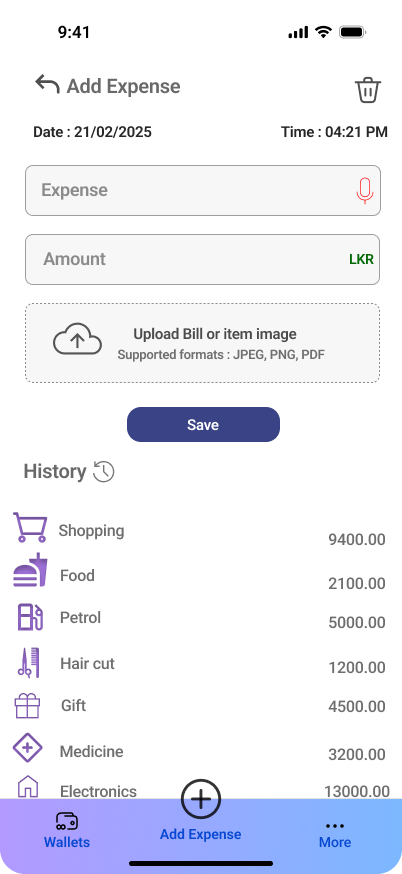 9:41
Add Expense
Date : 21/02/2025 Time : 04:21 PM
Expense
Amount LKR
Upload Bill or item image
Supported formats : JPEG, PNG, PDF
Save
History
Shopping 9400.00
Food 2100.00
Petrol 5000.00
Hair cut 1200.00
Gift 4500.00
Medicine 3200.00
Electronics 13000.00
Wallets Add Expense More